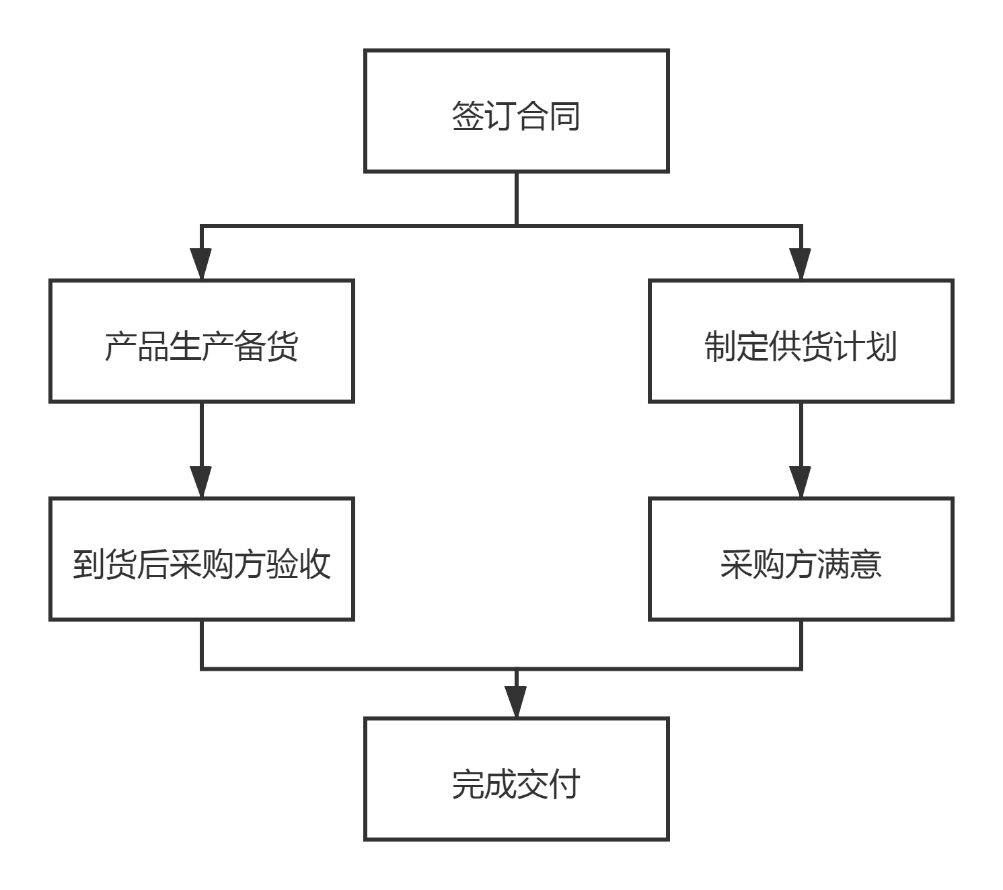 签订合同
产品生产备货
制定供货计划
到货后采购方验收
采购方满意
完成交付